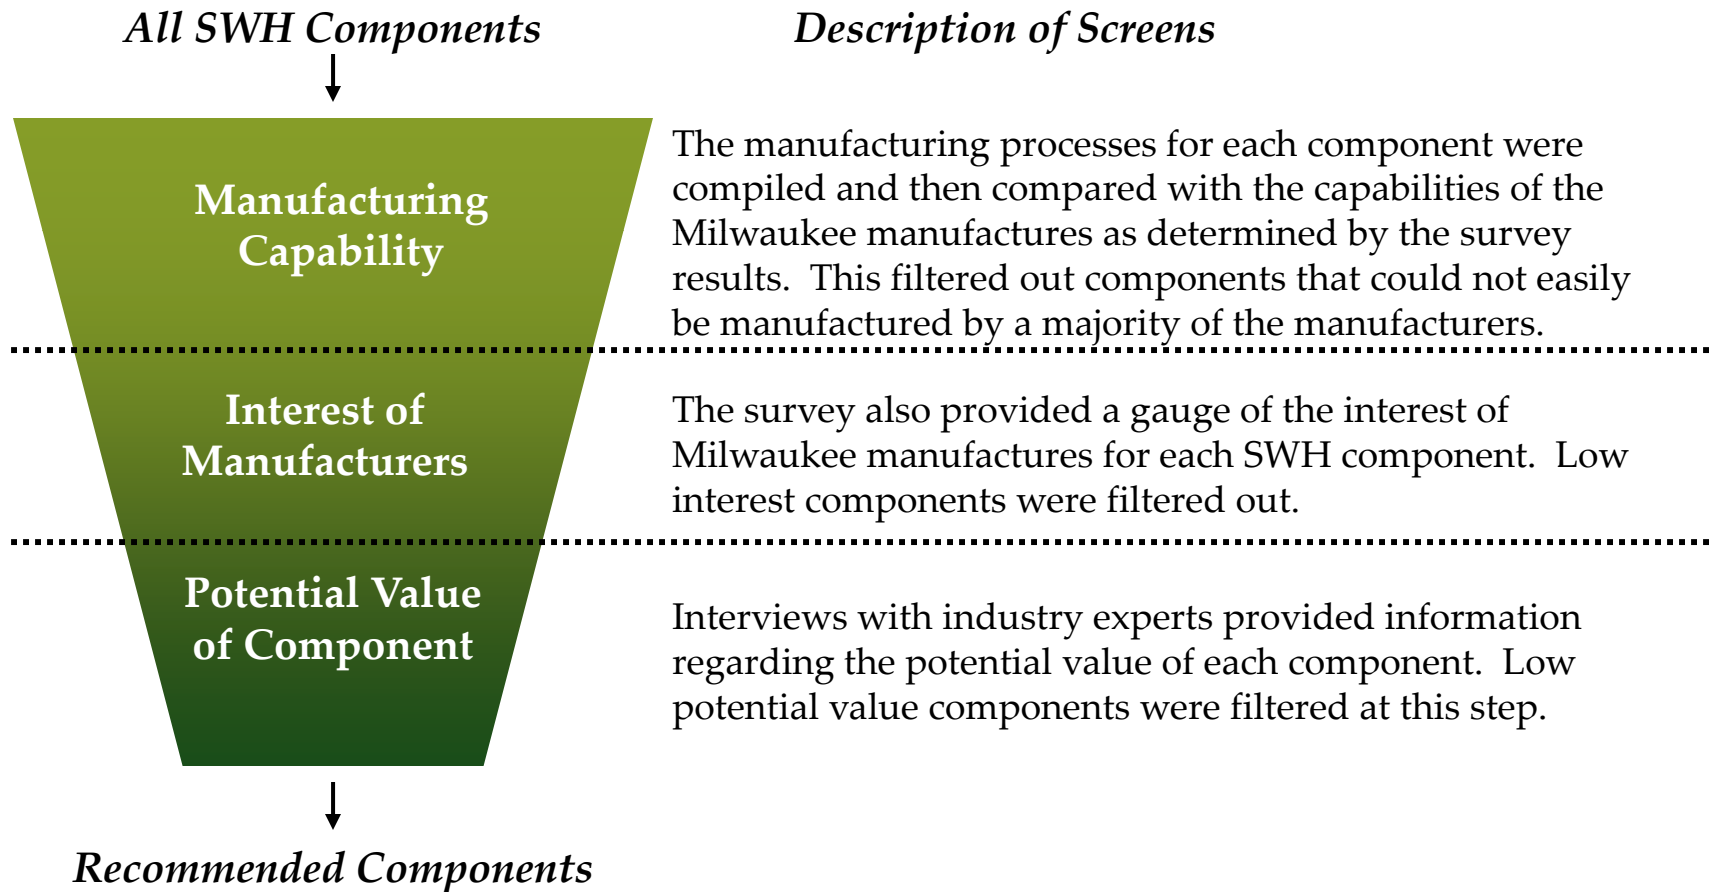 All SWH Components
Description of Screens
Manufacturing
Capability
The manufacturing processes for each component were
compiled and then compared with the capabilities of the
Milwaukee manufactures as determined by the survey
results.  This filtered out components that could not easily
be manufactured by a majority of the manufacturers.
Interest of
Manufacturers
The survey also provided a gauge of the interest of
Milwaukee manufactures for each SWH component.  Low
interest components were filtered out.
Potential Value
of Component
Interviews with industry experts provided information
regarding the potential value of each component.  Low
potential value components were filtered at this step.
Recommended Components